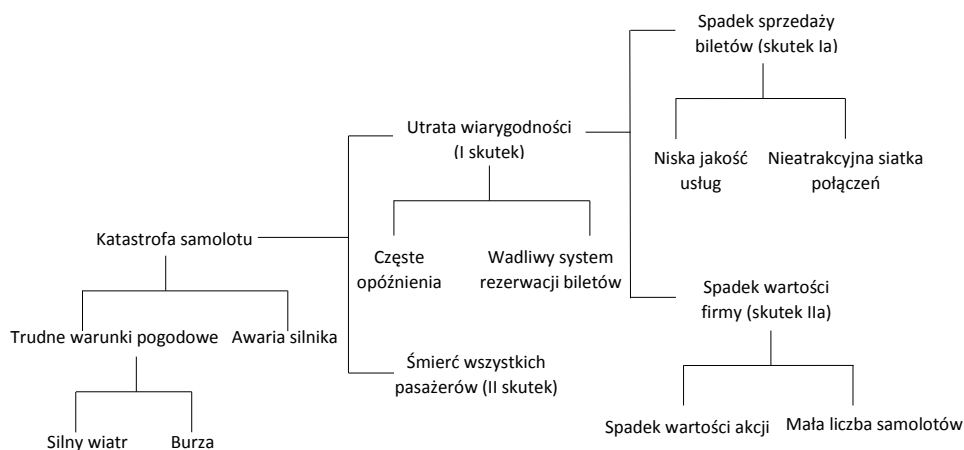 Spadek sprzedaży
biletów (skutek Ia)
Utrata wiarygodności
(I skutek)
Niska jakość
usług
Nieatrakcyjna siatka
połączeń
Katastrofa samolotu
Częste
opóźnienia
Wadliwy system
rezerwacji biletów
Spadek wartości
firmy (skutek IIa)
Trudne warunki pogodowe
Awaria silnika
Śmierć wszystkich
pasażerów (II skutek)
Silny wiatr
Burza
Spadek wartości akcji
Mała liczba samolotów